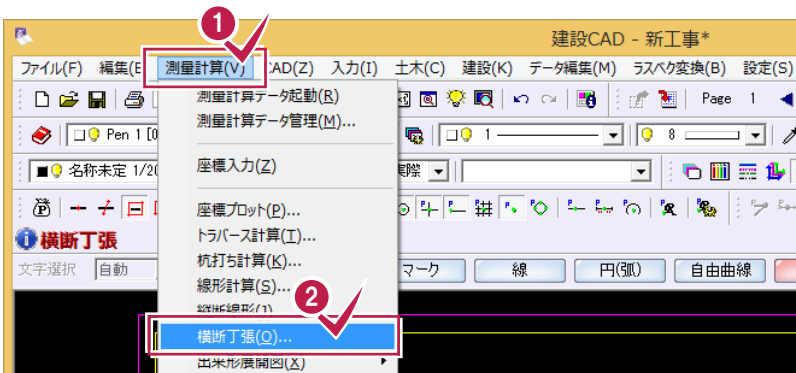 1
建設CAD - 新工事*
ファイル(F) 編集(E 測量計算(V) CAD(Z) 入力(I) 土木(C) 建設(K) データ編集(M) ラスベク変換(B) 設定(S)
測量計算データ起動(R)
Page 1
測量計算データ管理(M)...
Pen 1 [0
1
8
座標入力(Z)
名称未定 1/20
実際
座標プロット(P)...
トラバース計算(T)...
横断丁張
杭打ち計算(K)...
文字選択 自動
マーク 線 円(弧) 自由曲線
線形計算(S)...
2
縦断線形(J)
横断丁張(O)...
出来形展開図(X)